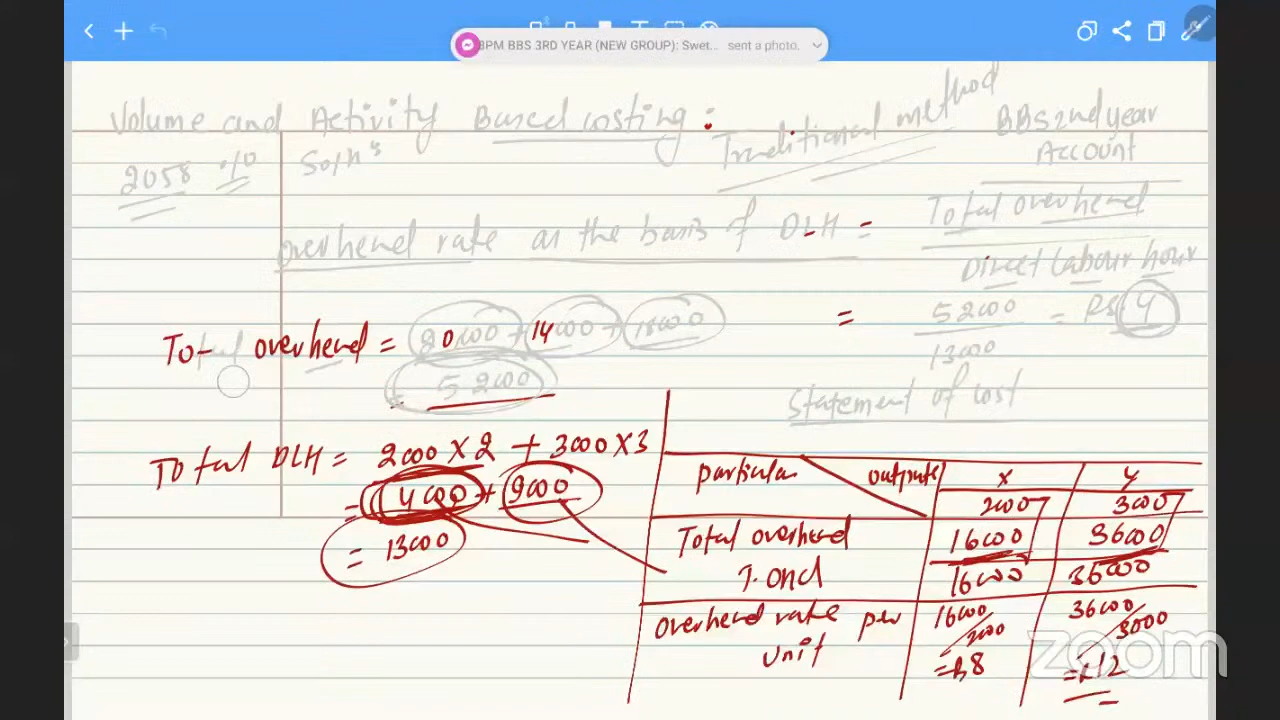 3PM BBS 3RD YEAR (NEW GROUP): Swet... sent a photo.
Volume and Activity Based costing: Traditional method BBS 2nd year
Account
2058 Soln:
overhead rate as the basis of DLH = Total overhead
Direct labour hour
= 52000 = RS 4
13000
Total overhead = 20000 + 14000 + 18000
= 52000
Statement of cost
Total DLH = 2000 X 2 + 3000 X 3
= 4000 + 9000
= 13000
particular outputs X Y
2000 3000
Total overhead 16000 36000
T. OHd 16000 36000
overhead rate per unit 16000/2000 36000/3000
= 8 = 12
zoom